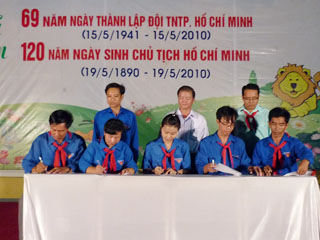 69 NĂM NGÀY THÀNH LẬP ĐỘI TNTP. HỒ CHÍ MINH
(15/5/1941 - 15/5/2010)
120 NĂM NGÀY SINH CHỦ TỊCH HỒ CHÍ MINH
(19/5/1890 - 19/5/2010)